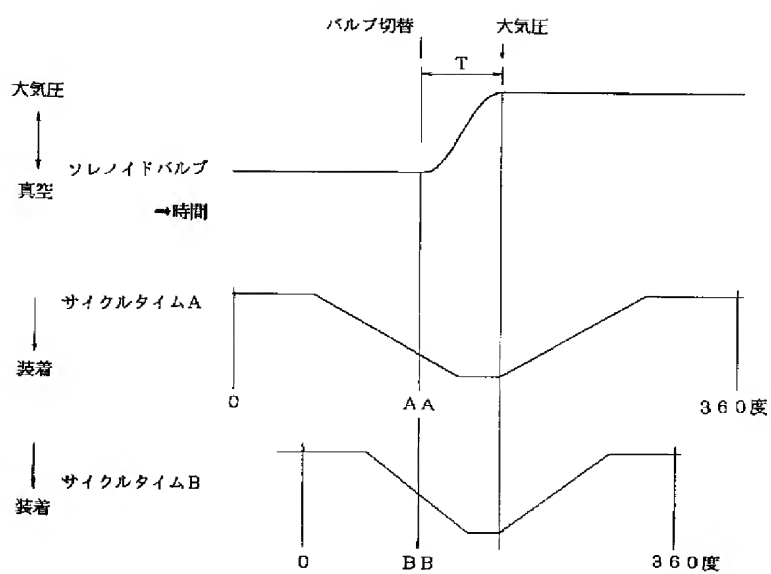 バルブ切替
大気圧
T
大気圧
真空
ソレノイドバルブ
→時間
サイクルタイムA
装着
0
AA
360度
サイクルタイムB
装着
0
BB
360度